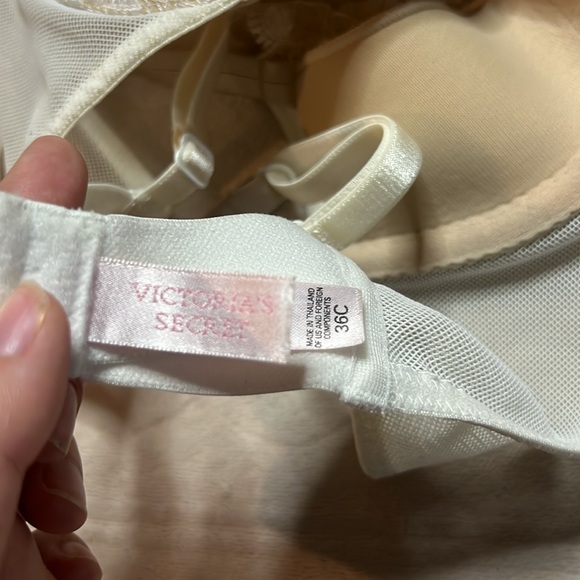 VICTORIA'S
SECRET
MADE IN THAILAND
OF US AND FOREIGN
COMPONENTS
36C